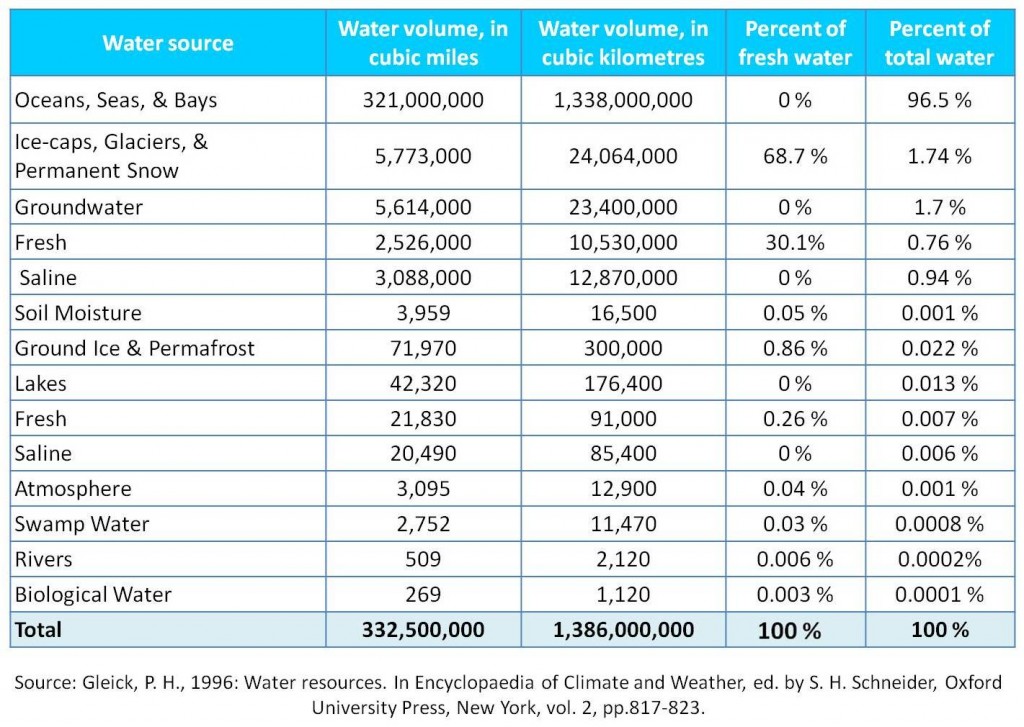 Water source | Water volume, in cubic miles | Water volume, in cubic kilometres | Percent of fresh water | Percent of total water
Oceans, Seas, & Bays | 321,000,000 | 1,338,000,000 | 0 % | 96.5 %
Ice-caps, Glaciers, & Permanent Snow | 5,773,000 | 24,064,000 | 68.7 % | 1.74 %
Groundwater | 5,614,000 | 23,400,000 | 0 % | 1.7 %
Fresh | 2,526,000 | 10,530,000 | 30.1% | 0.76 %
Saline | 3,088,000 | 12,870,000 | 0 % | 0.94 %
Soil Moisture | 3,959 | 16,500 | 0.05 % | 0.001 %
Ground Ice & Permafrost | 71,970 | 300,000 | 0.86 % | 0.022 %
Lakes | 42,320 | 176,400 | 0 % | 0.013 %
Fresh | 21,830 | 91,000 | 0.26 % | 0.007 %
Saline | 20,490 | 85,400 | 0 % | 0.006 %
Atmosphere | 3,095 | 12,900 | 0.04 % | 0.001 %
Swamp Water | 2,752 | 11,470 | 0.03 % | 0.0008 %
Rivers | 509 | 2,120 | 0.006 % | 0.0002%
Biological Water | 269 | 1,120 | 0.003 % | 0.0001 %
Total | 332,500,000 | 1,386,000,000 | 100 % | 100 %
Source: Gleick, P. H., 1996: Water resources. In Encyclopaedia of Climate and Weather, ed. by S. H. Schneider, Oxford
University Press, New York, vol. 2, pp.817-823.